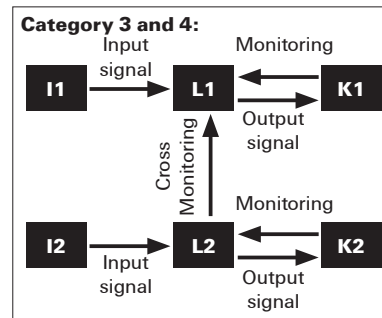 Category 3 and 4:
Input
signal
Monitoring
I1
L1
K1
Output
signal
Cross
Monitoring
Monitoring
I2
L2
K2
Input
signal
Output
signal